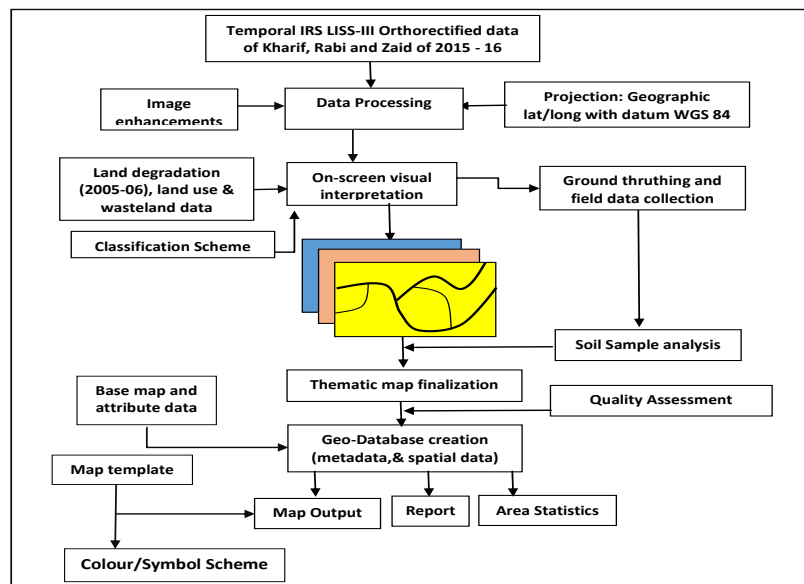 Temporal IRS LISS-III Orthorectified data
of Kharif, Rabi and Zaid of 2015 - 16
Image
enhancements
Data Processing
Projection: Geographic
lat/long with datum WGS 84
Land degradation
(2005-06), land use &
wasteland data
On-screen visual
interpretation
Ground thruthing and
field data collection
Classification Scheme
Soil Sample analysis
Thematic map finalization
Base map and
attribute data
Quality Assessment
Geo-Database creation
(metadata,& spatial data)
Map template
Map Output
Report
Area Statistics
Colour/Symbol Scheme